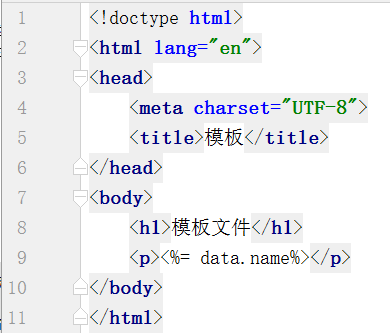 1 <!doctype html>
2 <html lang="en">
3 <head>
4 <meta charset="UTF-8">
5 <title>模板</title>
6 </head>
7 <body>
8 <h1>模板文件</h1>
9 <p><%= data.name%></p>
10 </body>
11 </html>